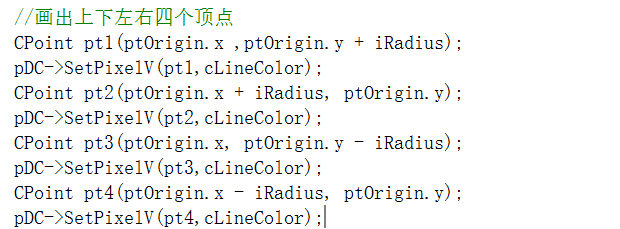 //画出上下左右四个顶点
CPoint pt1(ptOrigin.x ,ptOrigin.y + iRadius);
pDC->SetPixelV(pt1,cLineColor);
CPoint pt2(ptOrigin.x + iRadius, ptOrigin.y);
pDC->SetPixelV(pt2,cLineColor);
CPoint pt3(ptOrigin.x, ptOrigin.y - iRadius);
pDC->SetPixelV(pt3,cLineColor);
CPoint pt4(ptOrigin.x - iRadius, ptOrigin.y);
pDC->SetPixelV(pt4,cLineColor);